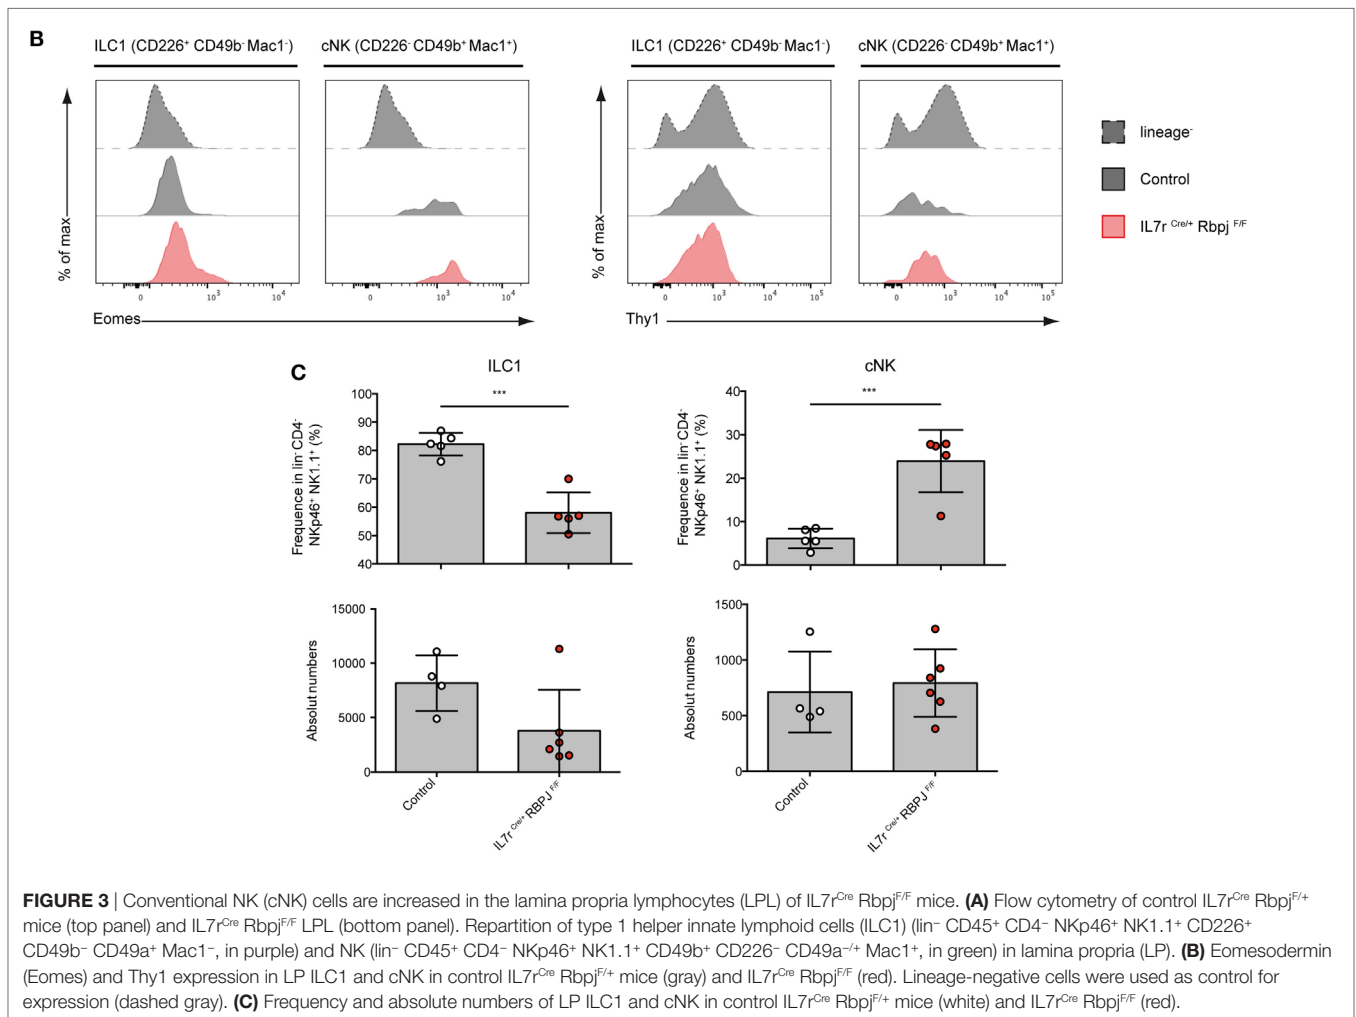 B
ILC1 (CD226⁺ CD49b⁻ Mac1⁻)
cNK (CD226⁻ CD49b⁺ Mac1⁺)
ILC1 (CD226⁺ CD49b⁻ Mac1⁻)
cNK (CD226⁻ CD49b⁺ Mac1⁺)
% of max
% of max
0 10³ 10⁴
0 10³ 10⁴
0 10³ 10⁴ 10⁵
0 10³ 10⁴ 10⁵
Eomes
Thy1
lineage⁻
Control
IL7r Cre/+ Rbpj F/F
C
ILC1
cNK
Frequence in lin⁻ CD4⁻
NKp46⁺ NK1.1⁺ (%)
100
90
80
70
60
50
40
***
Frequence in lin⁻ CD4⁻
NKp46⁺ NK1.1⁺ (%)
40
30
20
10
0
***
Absolut numbers
15000
10000
5000
0
Control
IL7r Cre/+ RBPJ F/F
Absolut numbers
1500
1000
500
0
Control
IL7r Cre/+ RBPJ F/F
FIGURE 3 | Conventional NK (cNK) cells are increased in the lamina propria lymphocytes (LPL) of IL7rCre RbpjF/F mice. (A) Flow cytometry of control IL7rCre RbpjF/+
mice (top panel) and IL7rCre RbpjF/F LPL (bottom panel). Repartition of type 1 helper innate lymphoid cells (ILC1) (lin− CD45+ CD4− NKp46+ NK1.1+ CD226+
CD49b− CD49a+ Mac1−, in purple) and NK (lin− CD45+ CD4− NKp46+ NK1.1+ CD49b+ CD226− CD49a−/+ Mac1+, in green) in lamina propria (LP). (B) Eomesodermin
(Eomes) and Thy1 expression in LP ILC1 and cNK in control IL7rCre RbpjF/+ mice (gray) and IL7rCre RbpjF/F (red). Lineage-negative cells were used as control for
expression (dashed gray). (C) Frequency and absolute numbers of LP ILC1 and cNK in control IL7rCre RbpjF/+ mice (white) and IL7rCre RbpjF/F (red).